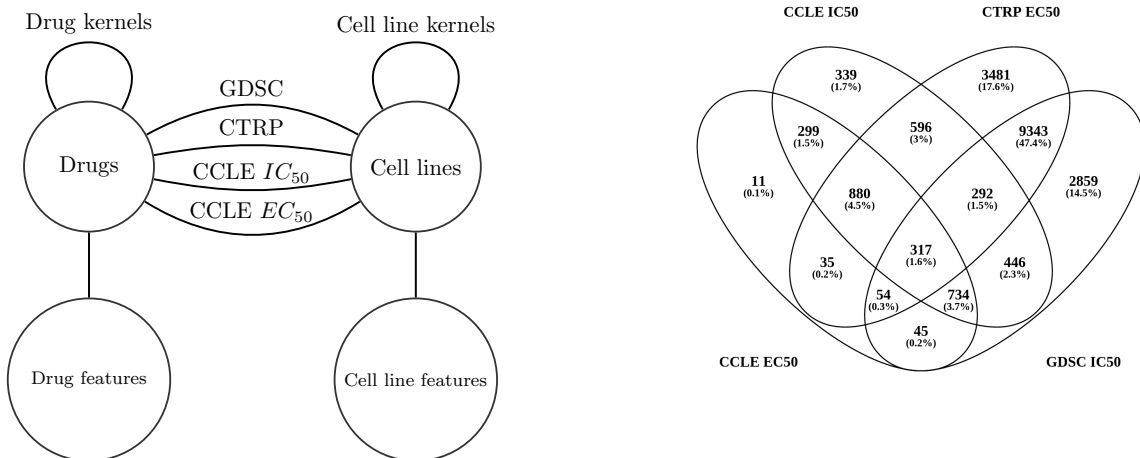 Drug kernels
Cell line kernels
GDSC
CTRP
CCLE IC50
CCLE EC50
Drugs
Cell lines
Drug features
Cell line features
CCLE IC50
CTRP EC50
339
(1.7%)
3481
(17.6%)
299
(1.5%)
596
(3%)
9343
(47.4%)
11
(0.1%)
880
(4.5%)
292
(1.5%)
2859
(14.5%)
35
(0.2%)
317
(1.6%)
446
(2.3%)
54
(0.3%)
734
(3.7%)
45
(0.2%)
CCLE EC50
GDSC IC50